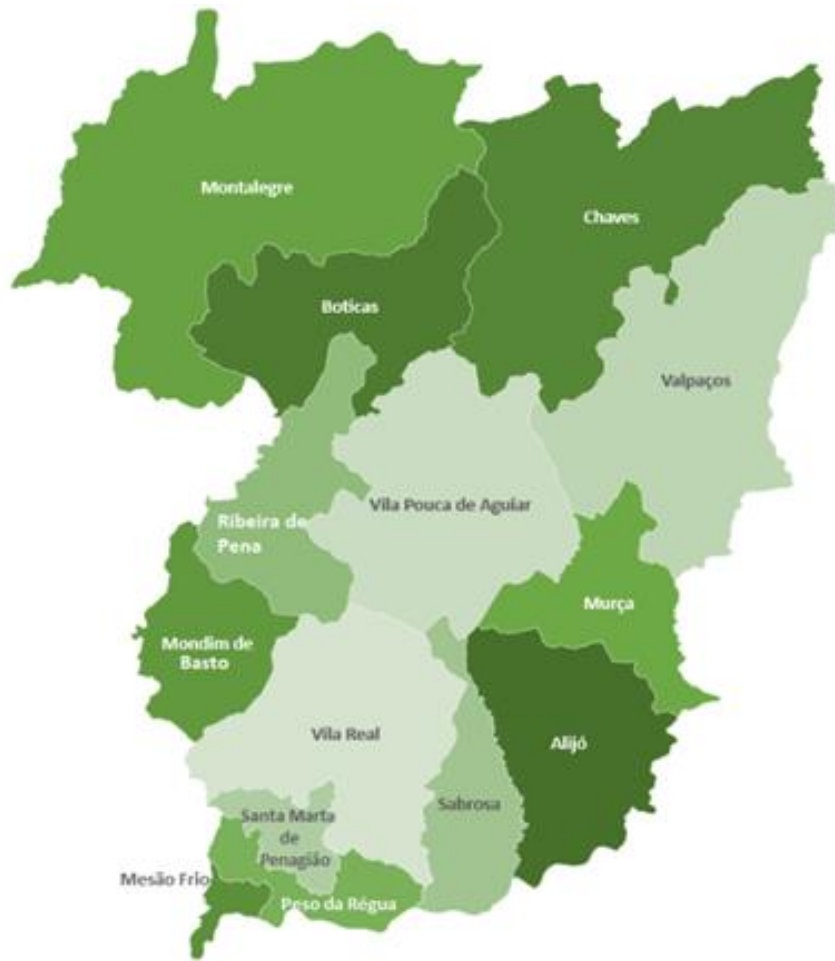 Montalegre
Chaves
Boticas
Valpaços
Vila Pouca de Aguiar
Ribeira de
Pena
Murça
Mondim de
Basto
Vila Real
Alijó
Sabrosa
Santa Marta
de
Penagião
Mesão Frio
Peso da Régua